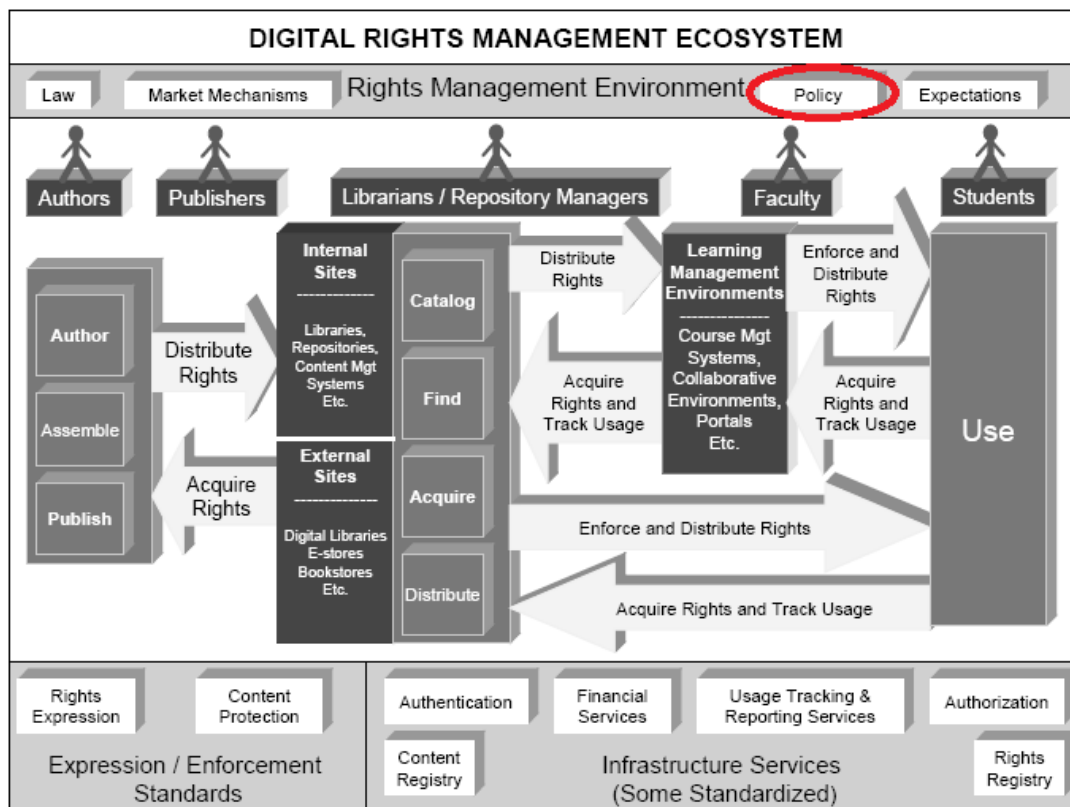 DIGITAL RIGHTS MANAGEMENT ECOSYSTEM
Law
Market Mechanisms
Rights Management Environment
Policy
Expectations
Authors
Publishers
Librarians / Repository Managers
Faculty
Students
Author
Assemble
Publish
Distribute
Rights
Acquire
Rights
Internal
Sites
-------------
Libraries,
Repositories,
Content Mgt
Systems
Etc.
External
Sites
--------------
Digital Libraries
E-stores
Bookstores
Etc.
Catalog
Find
Acquire
Distribute
Distribute
Rights
Acquire
Rights and
Track Usage
Learning
Management
Environments
---------------
Course Mgt
Systems,
Collaborative
Environments,
Portals
Etc.
Enforce and
Distribute
Rights
Acquire
Rights and
Track Usage
Enforce and Distribute Rights
Acquire Rights and Track Usage
Use
Rights
Expression
Content
Protection
Expression / Enforcement
Standards
Authentication
Financial
Services
Usage Tracking &
Reporting Services
Authorization
Content
Registry
Infrastructure Services
(Some Standardized)
Rights
Registry